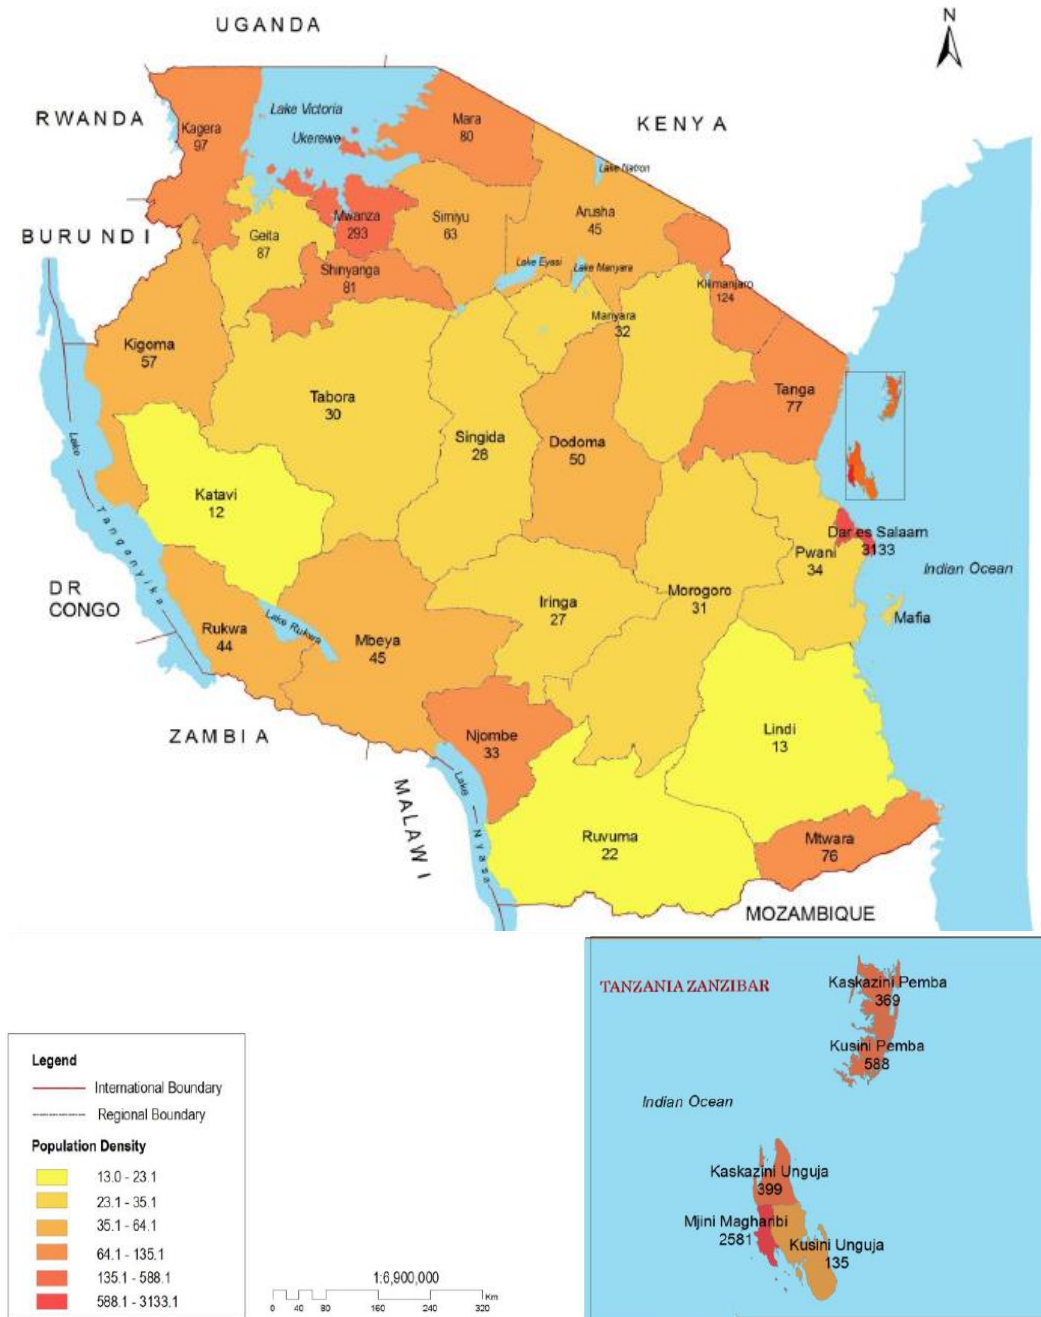 UGANDA
N
RWANDA
Lake Victoria
Ukerewe
Kagera
97
Mara
80
KENYA
Lake Natron
BURUNDI
Geita
87
Mwanza
293
Simiyu
63
Arusha
45
Shinyanga
81
Lake Eyasi
Lake Manyara
Kilimanjaro
124
Manyara
32
Kigoma
57
Tabora
30
Singida
28
Dodoma
50
Tanga
77
Lake Tanganyika
Katavi
12
Dar es Salaam
3133
Pwani
34
Indian Ocean
DR
CONGO
Rukwa
44
Lake Rukwa
Mbeya
45
Iringa
27
Morogoro
31
Mafia
ZAMBIA
Njombe
33
Lindi
13
MALAWI
Lake Nyasa
Ruvuma
22
Mtwara
76
MOZAMBIQUE
TANZANIA ZANZIBAR
Kaskazini Pemba
369
Kusini Pemba
588
Indian Ocean
Kaskazini Unguja
399
Mjini Magharibi
2581
Kusini Unguja
135
Legend
International Boundary
Regional Boundary
Population Density
13.0 - 23.1
23.1 - 35.1
35.1 - 64.1
64.1 - 135.1
135.1 - 588.1
588.1 - 3133.1
1:6,900,000
Km
0 20 40 80 160 240 320